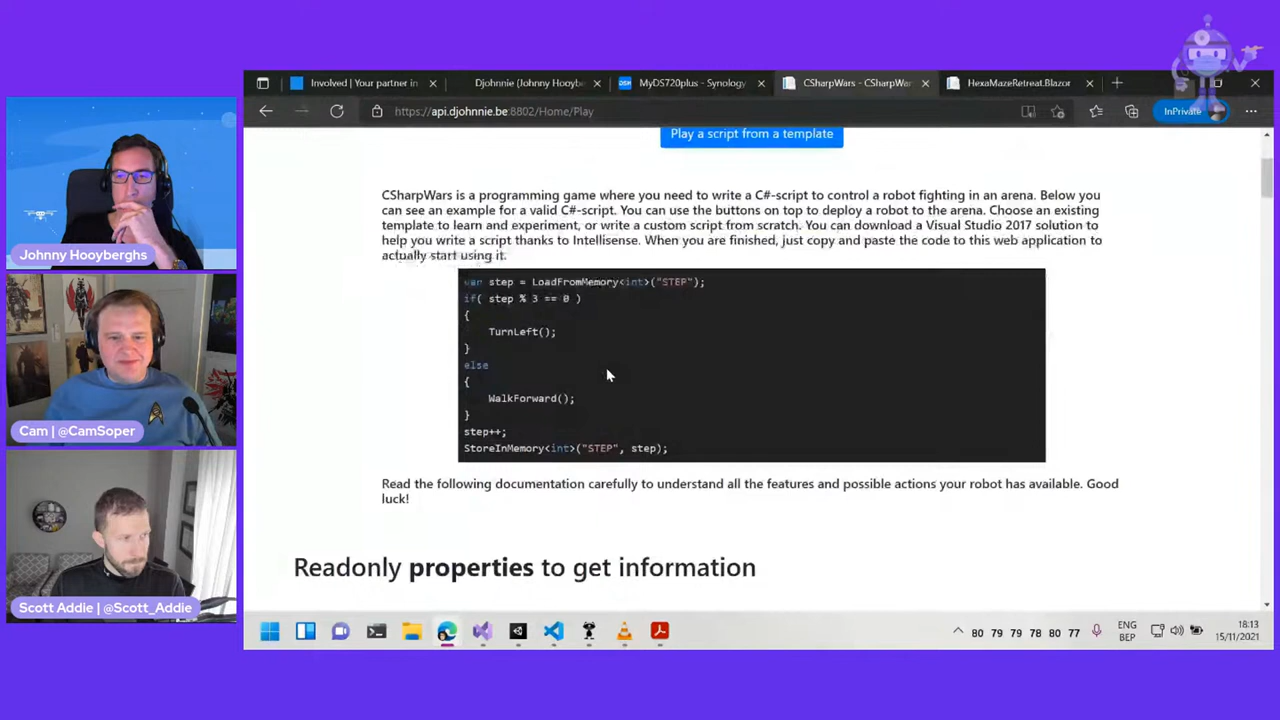 Involved | Your partner in
Djohnnie (Johnny Hooybe
MyDS720plus - Synology
CSharpWars - CSharpWar
HexaMazeRetreat.Blazor
https://api.djohnnie.be:8802/Home/Play
InPrivate
Play a script from a template
CSharpWars is a programming game where you need to write a C#-script to control a robot fighting in an arena. Below you
can see an example for a valid C#-script. You can use the buttons on top to deploy a robot to the arena. Choose an existing
template to learn and experiment, or write a custom script from scratch. You can download a Visual Studio 2017 solution to
help you write a script thanks to Intellisense. When you are finished, just copy and paste the code to this web application to
actually start using it.
var step = LoadFromMemory<int>("STEP");
if( step % 3 == 0 )
{
TurnLeft();
}
else
{
WalkForward();
}
step++;
StoreInMemory<int>("STEP", step);
Read the following documentation carefully to understand all the features and possible actions your robot has available. Good
luck!
Readonly properties to get information
Johnny Hooyberghs
Cam | @CamSoper
Scott Addie | @Scott_Addie
80 79 79 78 80 77
ENG
BEP
18:13
15/11/2021